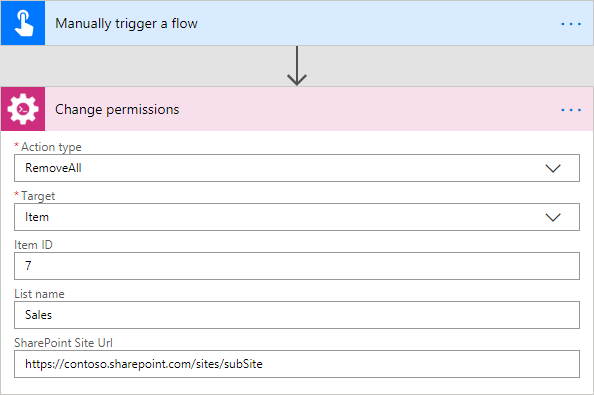 Manually trigger a flow
Change permissions
* Action type
RemoveAll
* Target
Item
Item ID
7
List name
Sales
SharePoint Site Url
https://contoso.sharepoint.com/sites/subSite